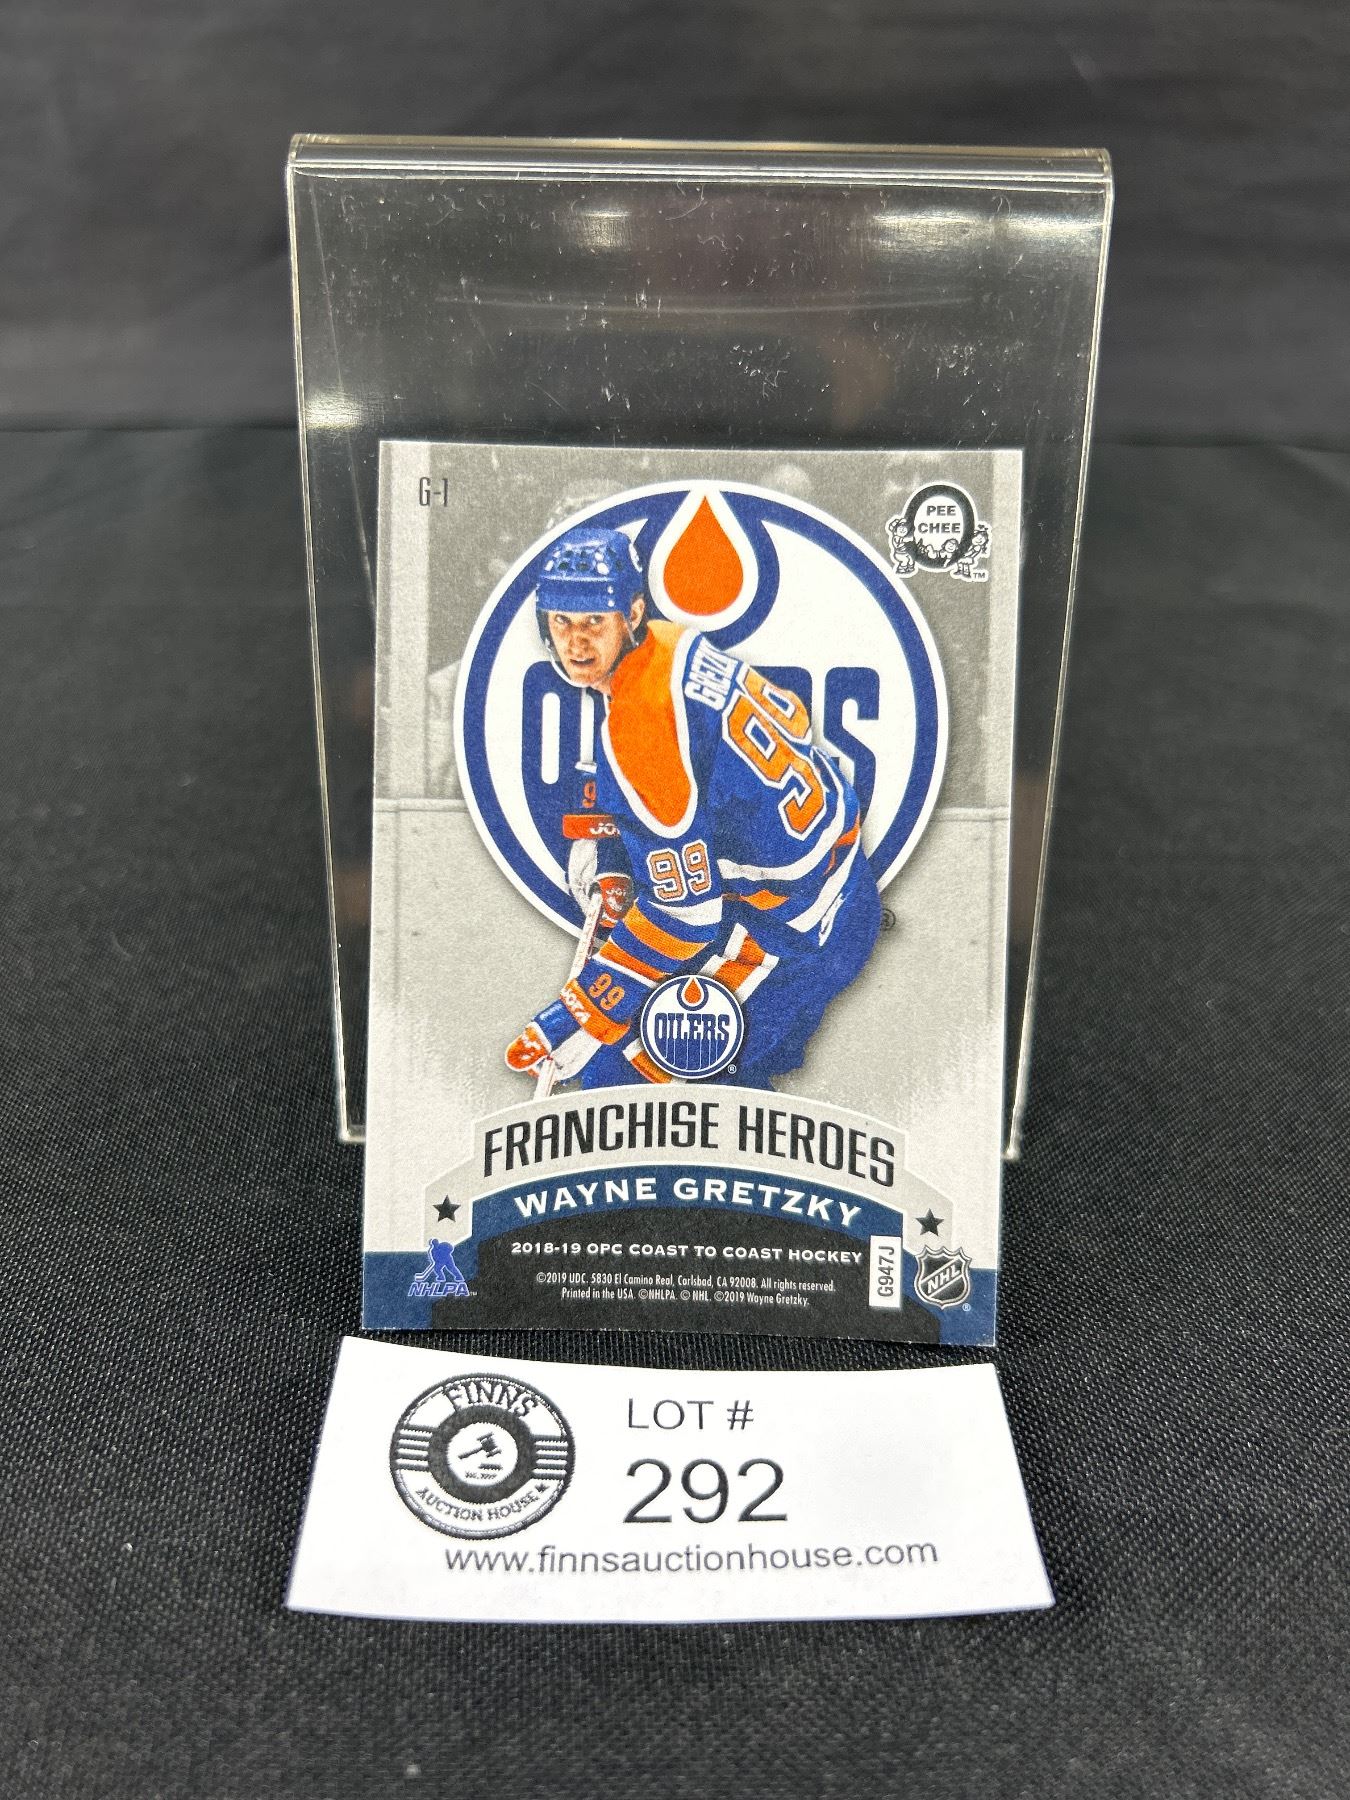 G-1
PEE
CHEE
TM
GRETZKY
99
9
99
99
OILERS
®
®
FRANCHISE HEROES
WAYNE GRETZKY
2018-19 OPC COAST TO COAST HOCKEY
©2019 UDC. 5830 El Camino Real, Carlsbad, CA 92008. All rights reserved.
Printed in the USA. ©NHLPA. © NHL. ©2019 Wayne Gretzky.
G947J
NHLPA
NHL
®
FINNS
AUCTION HOUSE
LOT #
292
www.finnsauctionhouse.com